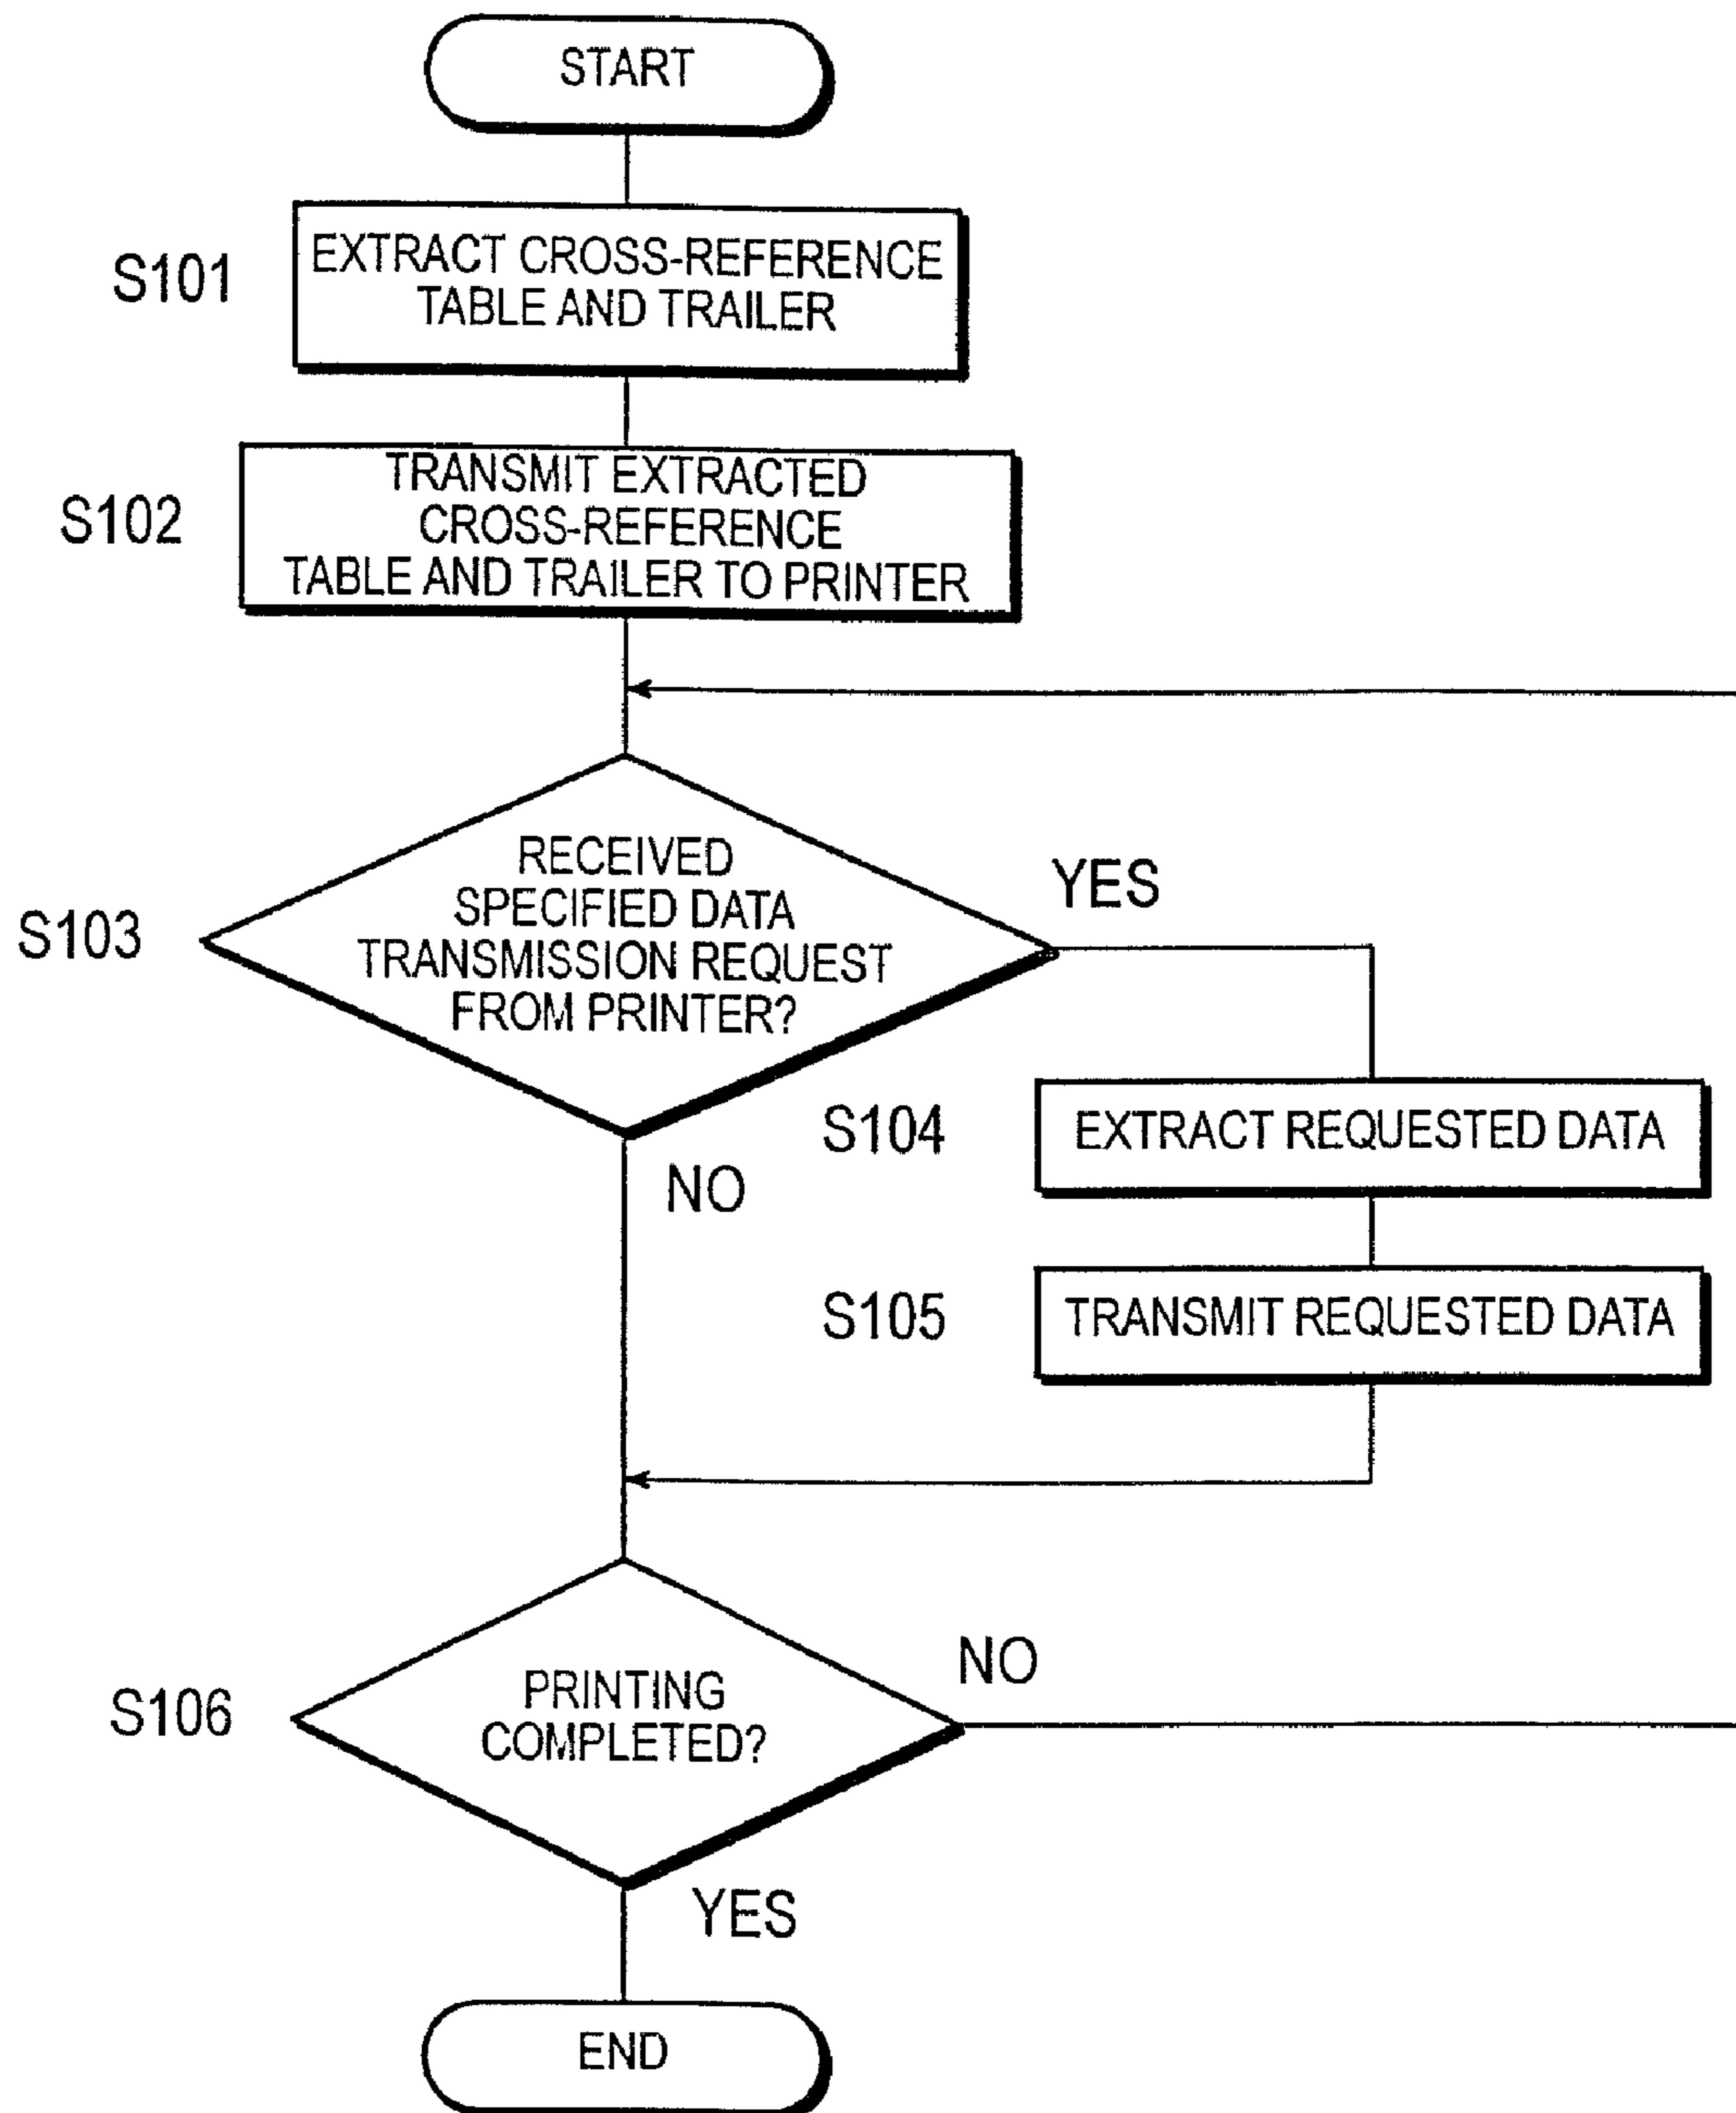 START
S101
EXTRACT CROSS-REFERENCE
TABLE AND TRAILER
S102
TRANSMIT EXTRACTED
CROSS-REFERENCE
TABLE AND TRAILER TO PRINTER
S103
RECEIVED
SPECIFIED DATA
TRANSMISSION REQUEST
FROM PRINTER?
YES
NO
S104
EXTRACT REQUESTED DATA
S105
TRANSMIT REQUESTED DATA
S106
PRINTING
COMPLETED?
NO
YES
END